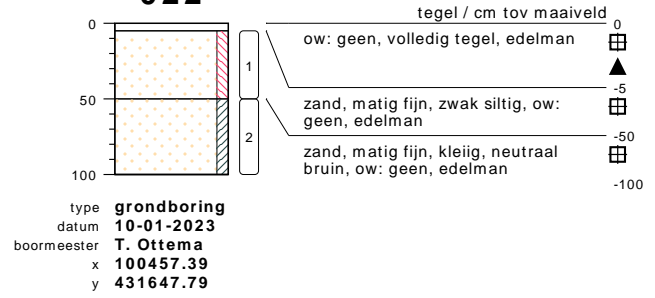 tegel / cm tov maaiveld
0
0
ow: geen, volledig tegel, edelman
1
-5
50
zand, matig fijn, zwak siltig, ow:
geen, edelman
2
-50
zand, matig fijn, kleiig, neutraal
bruin, ow: geen, edelman
100
-100
type grondboring
datum 10-01-2023
boormeester T. Ottema
x 100457.39
y 431647.79